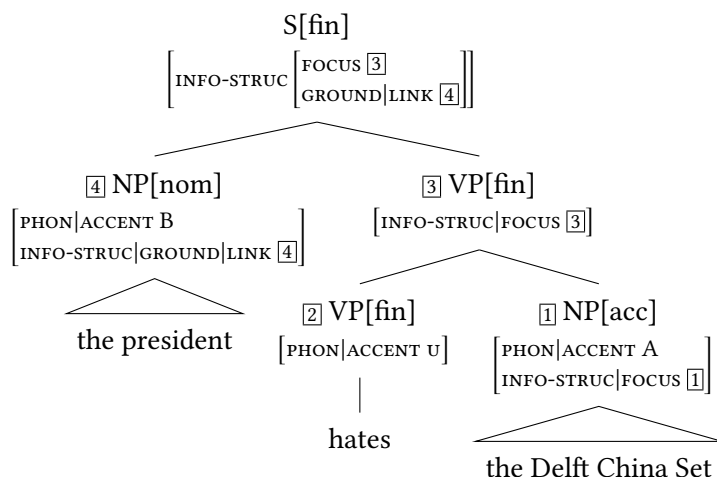 S[fin]
[INFO-STRUC [FOCUS 3
GROUND|LINK 4]]
4 NP[nom]
[PHON|ACCENT B
INFO-STRUC|GROUND|LINK 4]
3 VP[fin]
[INFO-STRUC|FOCUS 3]
the president
2 VP[fin]
[PHON|ACCENT U]
1 NP[acc]
[PHON|ACCENT A
INFO-STRUC|FOCUS 1]
hates
the Delft China Set